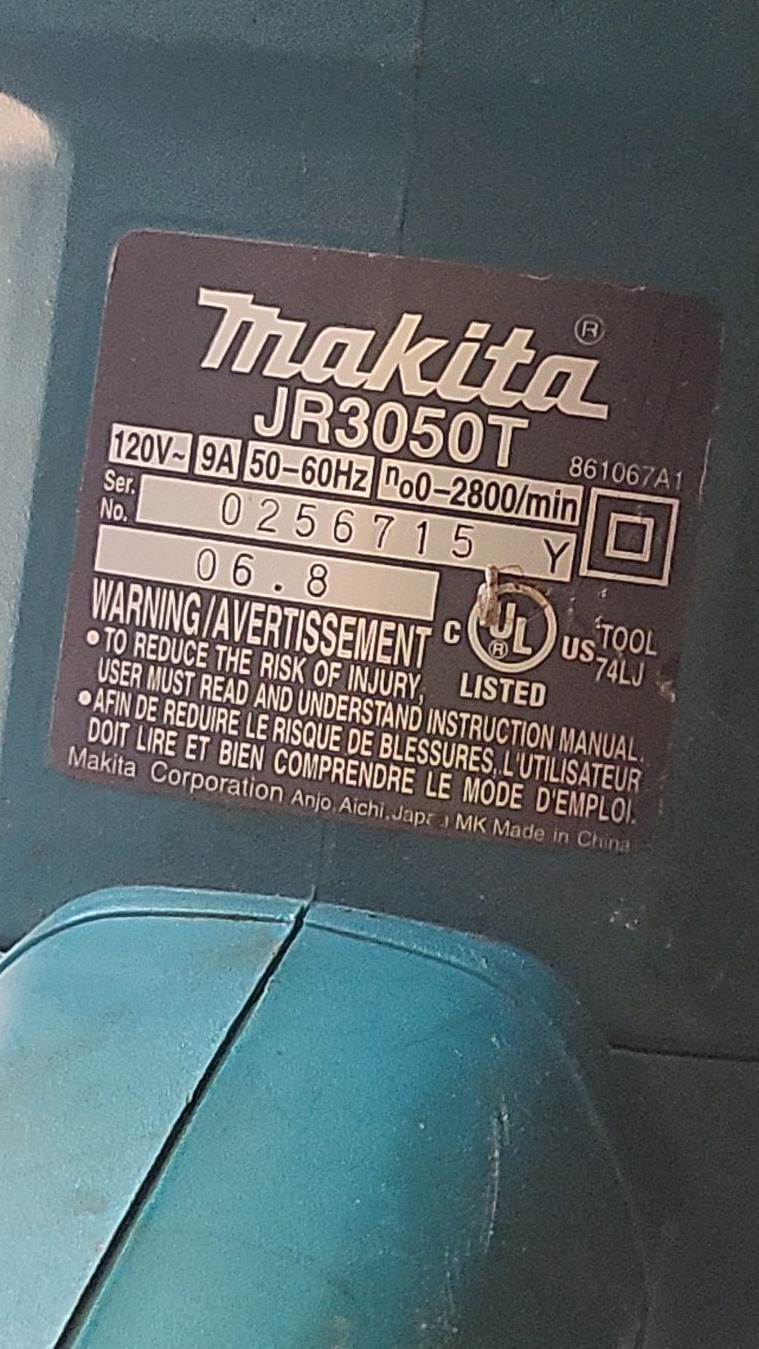 makita®
JR3050T
861067A1
120V~ 9A 50–60Hz n₀0–2800/min
Ser. No. 0256715 Y
06.8
WARNING/AVERTISSEMENT
C UL® US TOOL
LISTED 74LJ
• TO REDUCE THE RISK OF INJURY,
USER MUST READ AND UNDERSTAND INSTRUCTION MANUAL.
• AFIN DE REDUIRE LE RISQUE DE BLESSURES, L'UTILISATEUR
DOIT LIRE ET BIEN COMPRENDRE LE MODE D'EMPLOI.
Makita Corporation Anjo, Aichi, Japan MK Made in China